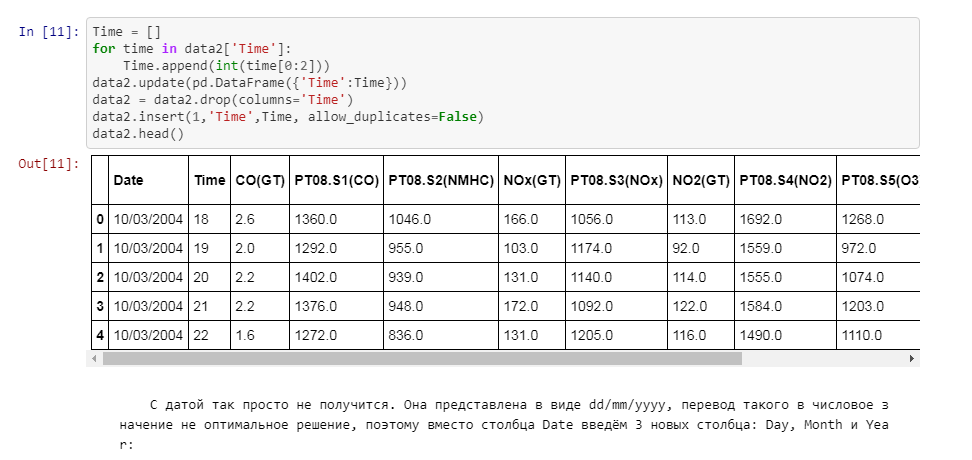 In [11]: Time = []
for time in data2['Time']:
    Time.append(int(time[0:2]))
data2.update(pd.DataFrame({'Time':Time}))
data2 = data2.drop(columns='Time')
data2.insert(1,'Time',Time, allow_duplicates=False)
data2.head()
Out[11]:
Date Time CO(GT) PT08.S1(CO) PT08.S2(NMHC) NOx(GT) PT08.S3(NOx) NO2(GT) PT08.S4(NO2) PT08.S5(O3
0 10/03/2004 18 2.6 1360.0 1046.0 166.0 1056.0 113.0 1692.0 1268.0
1 10/03/2004 19 2.0 1292.0 955.0 103.0 1174.0 92.0 1559.0 972.0
2 10/03/2004 20 2.2 1402.0 939.0 131.0 1140.0 114.0 1555.0 1074.0
3 10/03/2004 21 2.2 1376.0 948.0 172.0 1092.0 122.0 1584.0 1203.0
4 10/03/2004 22 1.6 1272.0 836.0 131.0 1205.0 116.0 1490.0 1110.0
С датой так просто не получится. Она представлена в виде dd/mm/yyyy, перевод такого в числовое з
начение не оптимальное решение, поэтому вместо столбца Date введём 3 новых столбца: Day, Month и Yea
r: